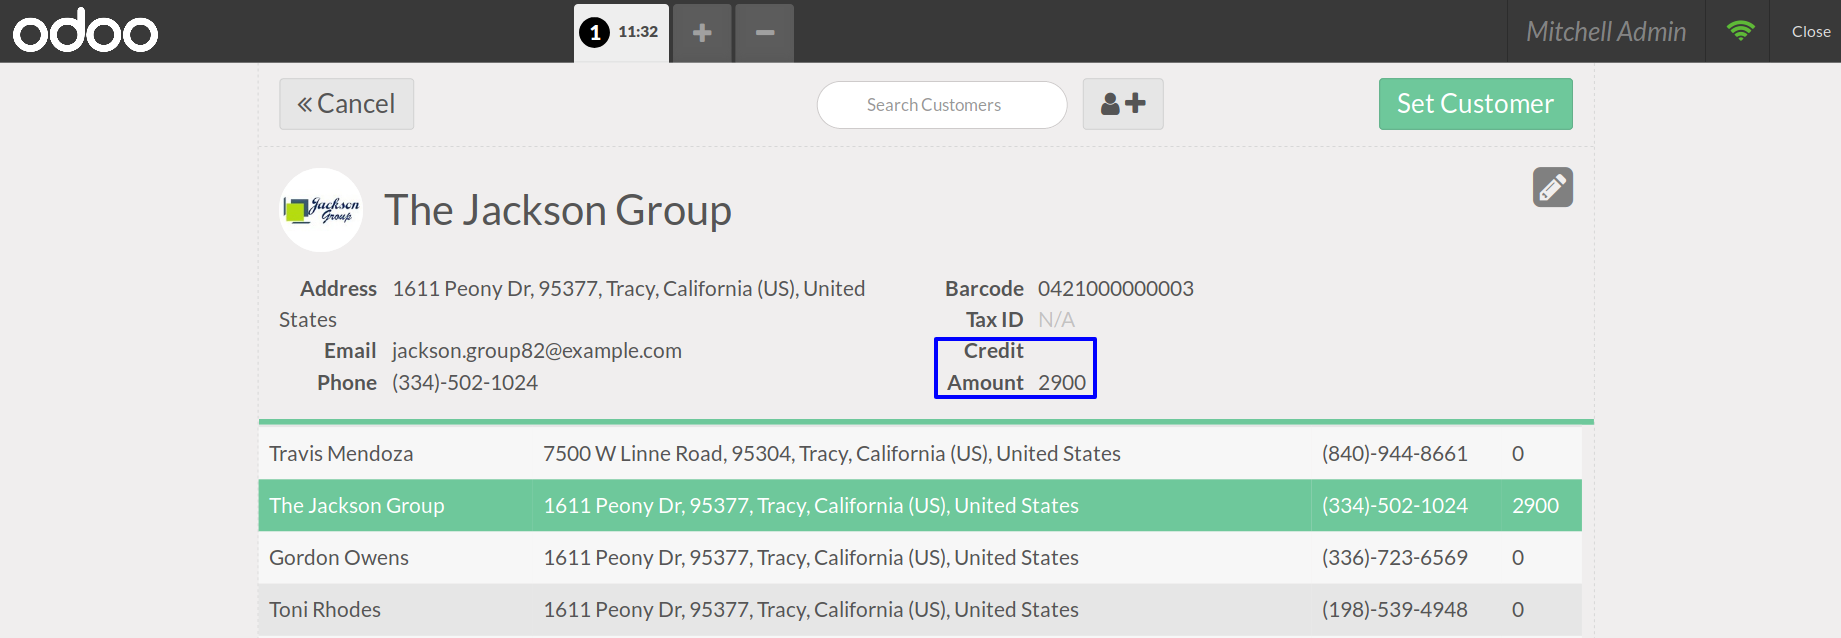 odoo 1 11:32 Mitchell Admin Close
Cancel Search Customers Set Customer
Jackson
Group
The Jackson Group
Address 1611 Peony Dr, 95377, Tracy, California (US), United States
Barcode 0421000000003
Tax ID N/A
Email jackson.group82@example.com
Credit
Phone (334)-502-1024
Amount 2900
Travis Mendoza 7500 W Linne Road, 95304, Tracy, California (US), United States (840)-944-8661 0
The Jackson Group 1611 Peony Dr, 95377, Tracy, California (US), United States (334)-502-1024 2900
Gordon Owens 1611 Peony Dr, 95377, Tracy, California (US), United States (336)-723-6569 0
Toni Rhodes 1611 Peony Dr, 95377, Tracy, California (US), United States (198)-539-4948 0